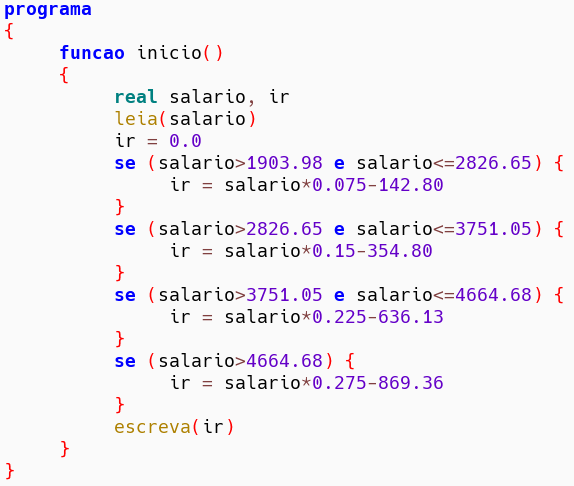 programa
{
     funcao inicio()
     {
          real salario, ir
          leia(salario)
          ir = 0.0
          se (salario>1903.98 e salario<=2826.65) {
               ir = salario*0.075-142.80
          }
          se (salario>2826.65 e salario<=3751.05) {
               ir = salario*0.15-354.80
          }
          se (salario>3751.05 e salario<=4664.68) {
               ir = salario*0.225-636.13
          }
          se (salario>4664.68) {
               ir = salario*0.275-869.36
          }
          escreva(ir)
     }
}